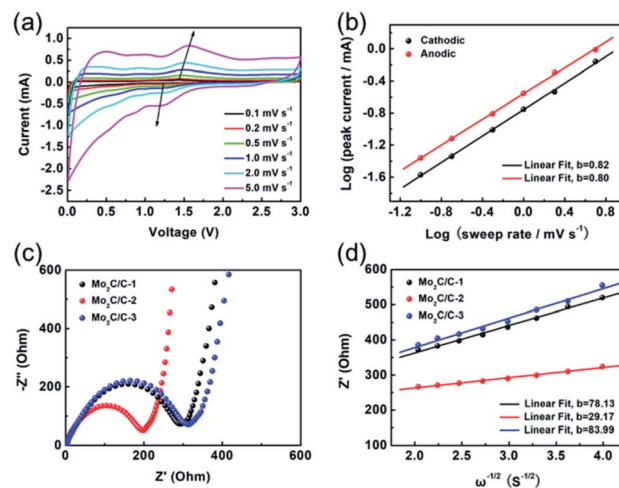 (a)
1.0
0.5
0.0
-0.5
-1.0
-1.5
-2.0
-2.5
Current (mA)
0.1 mV s⁻¹
0.2 mV s⁻¹
0.5 mV s⁻¹
1.0 mV s⁻¹
2.0 mV s⁻¹
5.0 mV s⁻¹
0.0 0.5 1.0 1.5 2.0 2.5 3.0
Voltage (V)
(b)
0.0
-0.4
-0.8
-1.2
-1.6
Log (peak current / mA)
Cathodic
Anodic
Linear Fit, b=0.82
Linear Fit, b=0.80
-1.2 -0.8 -0.4 0.0 0.4 0.8
Log (sweep rate / mV s⁻¹)
(c)
600
400
200
0
-Z'' (Ohm)
Mo₂C/C-1
Mo₂C/C-2
Mo₂C/C-3
0 200 400 600
Z' (Ohm)
(d)
600
500
400
300
200
100
Z' (Ohm)
Mo₂C/C-1
Mo₂C/C-2
Mo₂C/C-3
Linear Fit, b=78.13
Linear Fit, b=29.17
Linear Fit, b=83.99
1.5 2.0 2.5 3.0 3.5 4.0
ω⁻¹/² (S⁻¹/²)